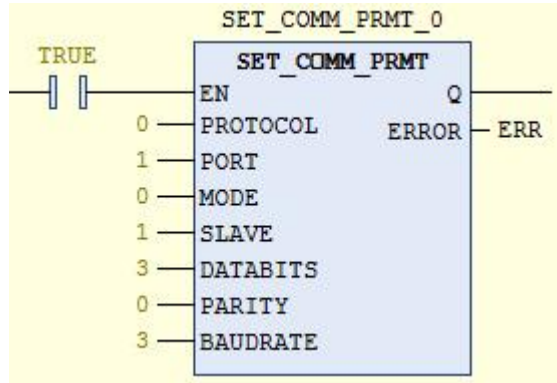 SET_COMM_PRMT_0
TRUE
SET_COMM_PRMT
EN Q
0 PROTOCOL ERROR ERR
1 PORT
0 MODE
1 SLAVE
3 DATABITS
0 PARITY
3 BAUDRATE